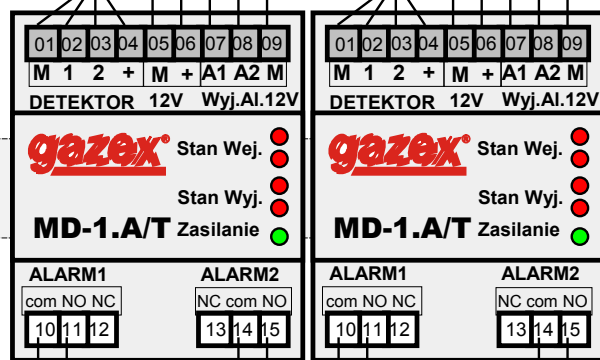 01 02 03 04 05 06 07 08 09
M 1 2 + M + A1 A2 M
DETEKTOR 12V Wyj.Al.12V
gazex® Stan Wej.
Stan Wyj.
MD-1.A/T Zasilanie
ALARM1 ALARM2
com NO NC NC com NO
10 11 12 13 14 15
01 02 03 04 05 06 07 08 09
M 1 2 + M + A1 A2 M
DETEKTOR 12V Wyj.Al.12V
gazex® Stan Wej.
Stan Wyj.
MD-1.A/T Zasilanie
ALARM1 ALARM2
com NO NC NC com NO
10 11 12 13 14 15